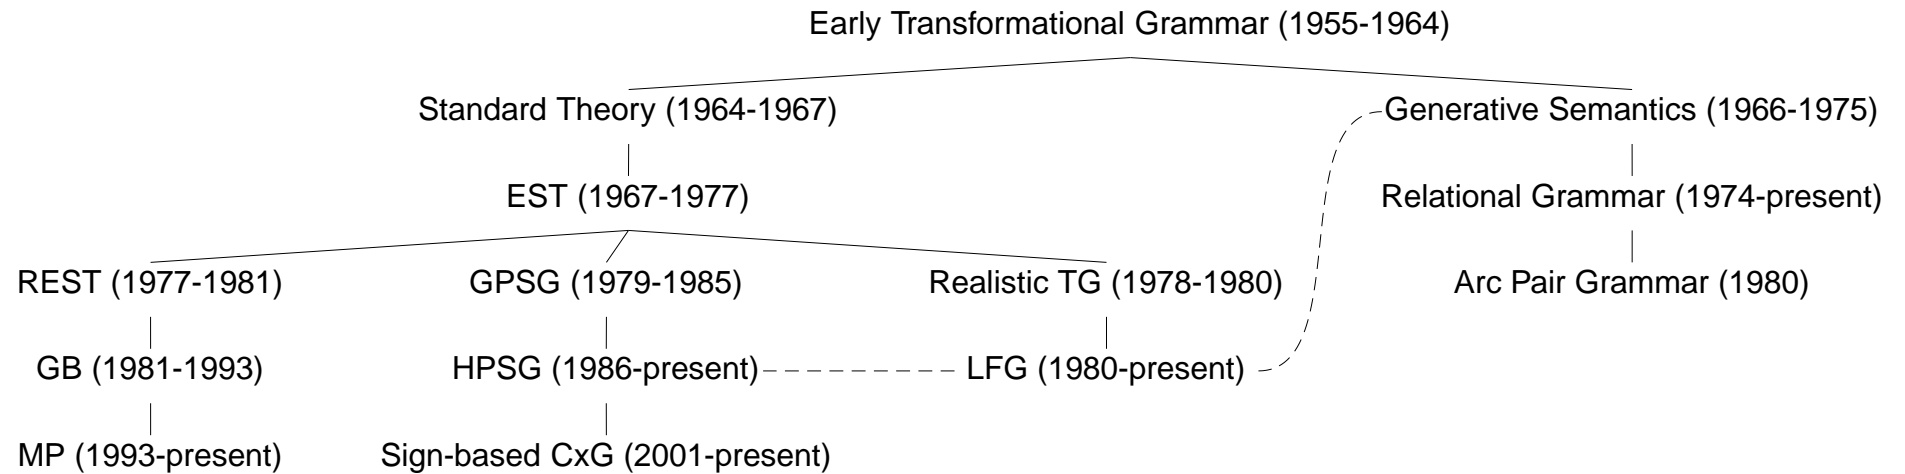 Early Transformational Grammar (1955-1964)
Standard Theory (1964-1967)
Generative Semantics (1966-1975)
EST (1967-1977)
Relational Grammar (1974-present)
REST (1977-1981)
GPSG (1979-1985)
Realistic TG (1978-1980)
Arc Pair Grammar (1980)
GB (1981-1993)
HPSG (1986-present)
LFG (1980-present)
MP (1993-present)
Sign-based CxG (2001-present)